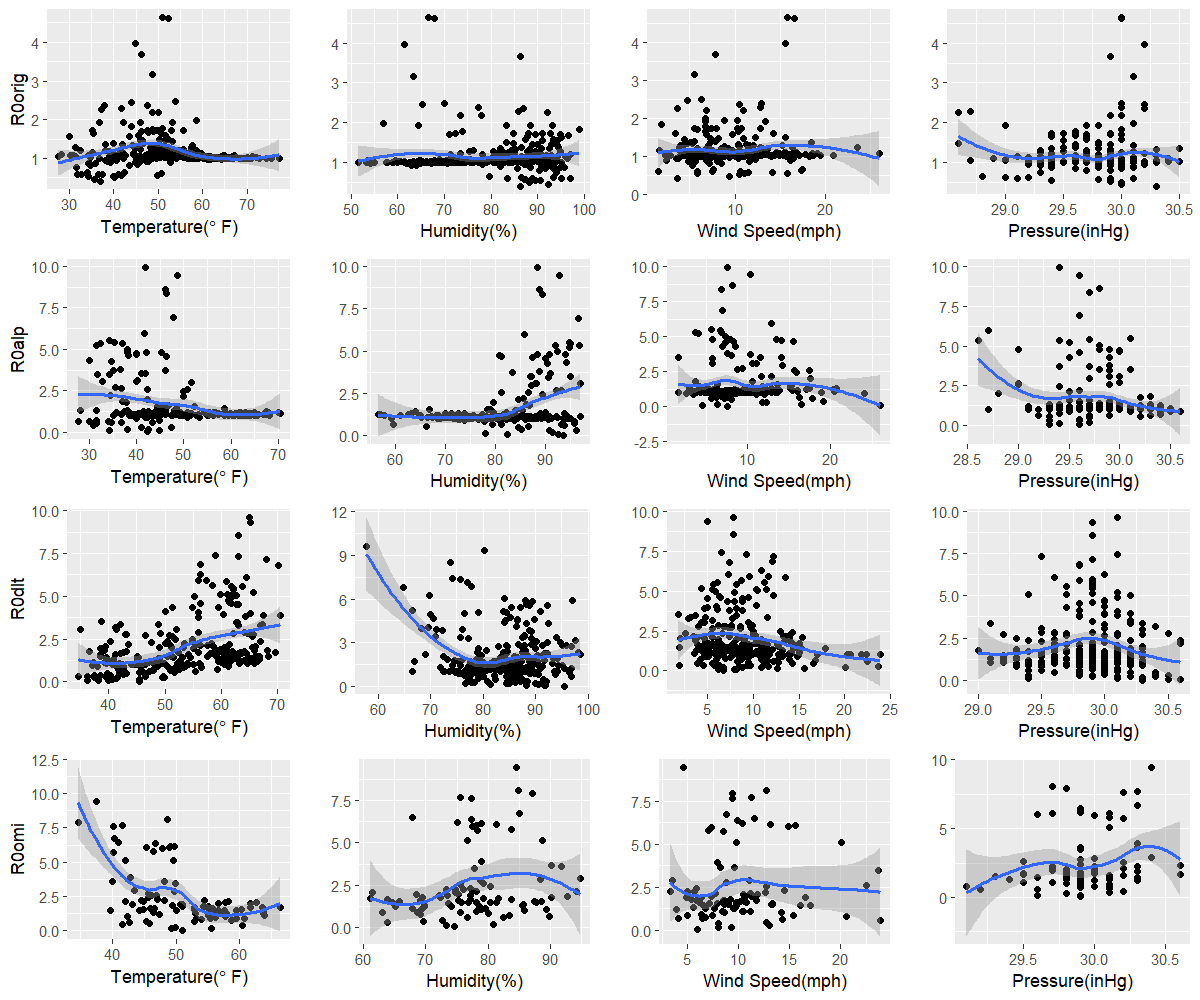 R0orig
4
3
2
1
30 40 50 60 70
Temperature(° F)
4
3
2
1
50 60 70 80 90 100
Humidity(%)
4
3
2
1
0
10 20
Wind Speed(mph)
4
3
2
1
29.0 29.5 30.0 30.5
Pressure(inHg)
R0alp
10.0
7.5
5.0
2.5
0.0
30 40 50 60 70
Temperature(° F)
10.0
7.5
5.0
2.5
0.0
60 70 80 90
Humidity(%)
10.0
7.5
5.0
2.5
0.0
-2.5
10 20 30
Wind Speed(mph)
10.0
7.5
5.0
2.5
0.0
28.5 29.0 29.5 30.0 30.5
Pressure(inHg)
R0dlt
10.0
7.5
5.0
2.5
0.0
40 50 60 70
Temperature(° F)
12
9
6
3
0
60 70 80 90 100
Humidity(%)
10.0
7.5
5.0
2.5
0.0
5 10 15 20 25
Wind Speed(mph)
10.0
7.5
5.0
2.5
0.0
29.0 29.5 30.0 30.5
Pressure(inHg)
R0omi
12.5
10.0
7.5
5.0
2.5
0.0
40 50 60
Temperature(° F)
7.5
5.0
2.5
0.0
60 70 80 90
Humidity(%)
7.5
5.0
2.5
0.0
5 10 15 20
Wind Speed(mph)
10
5
0
29.5 30.0 30.5
Pressure(inHg)